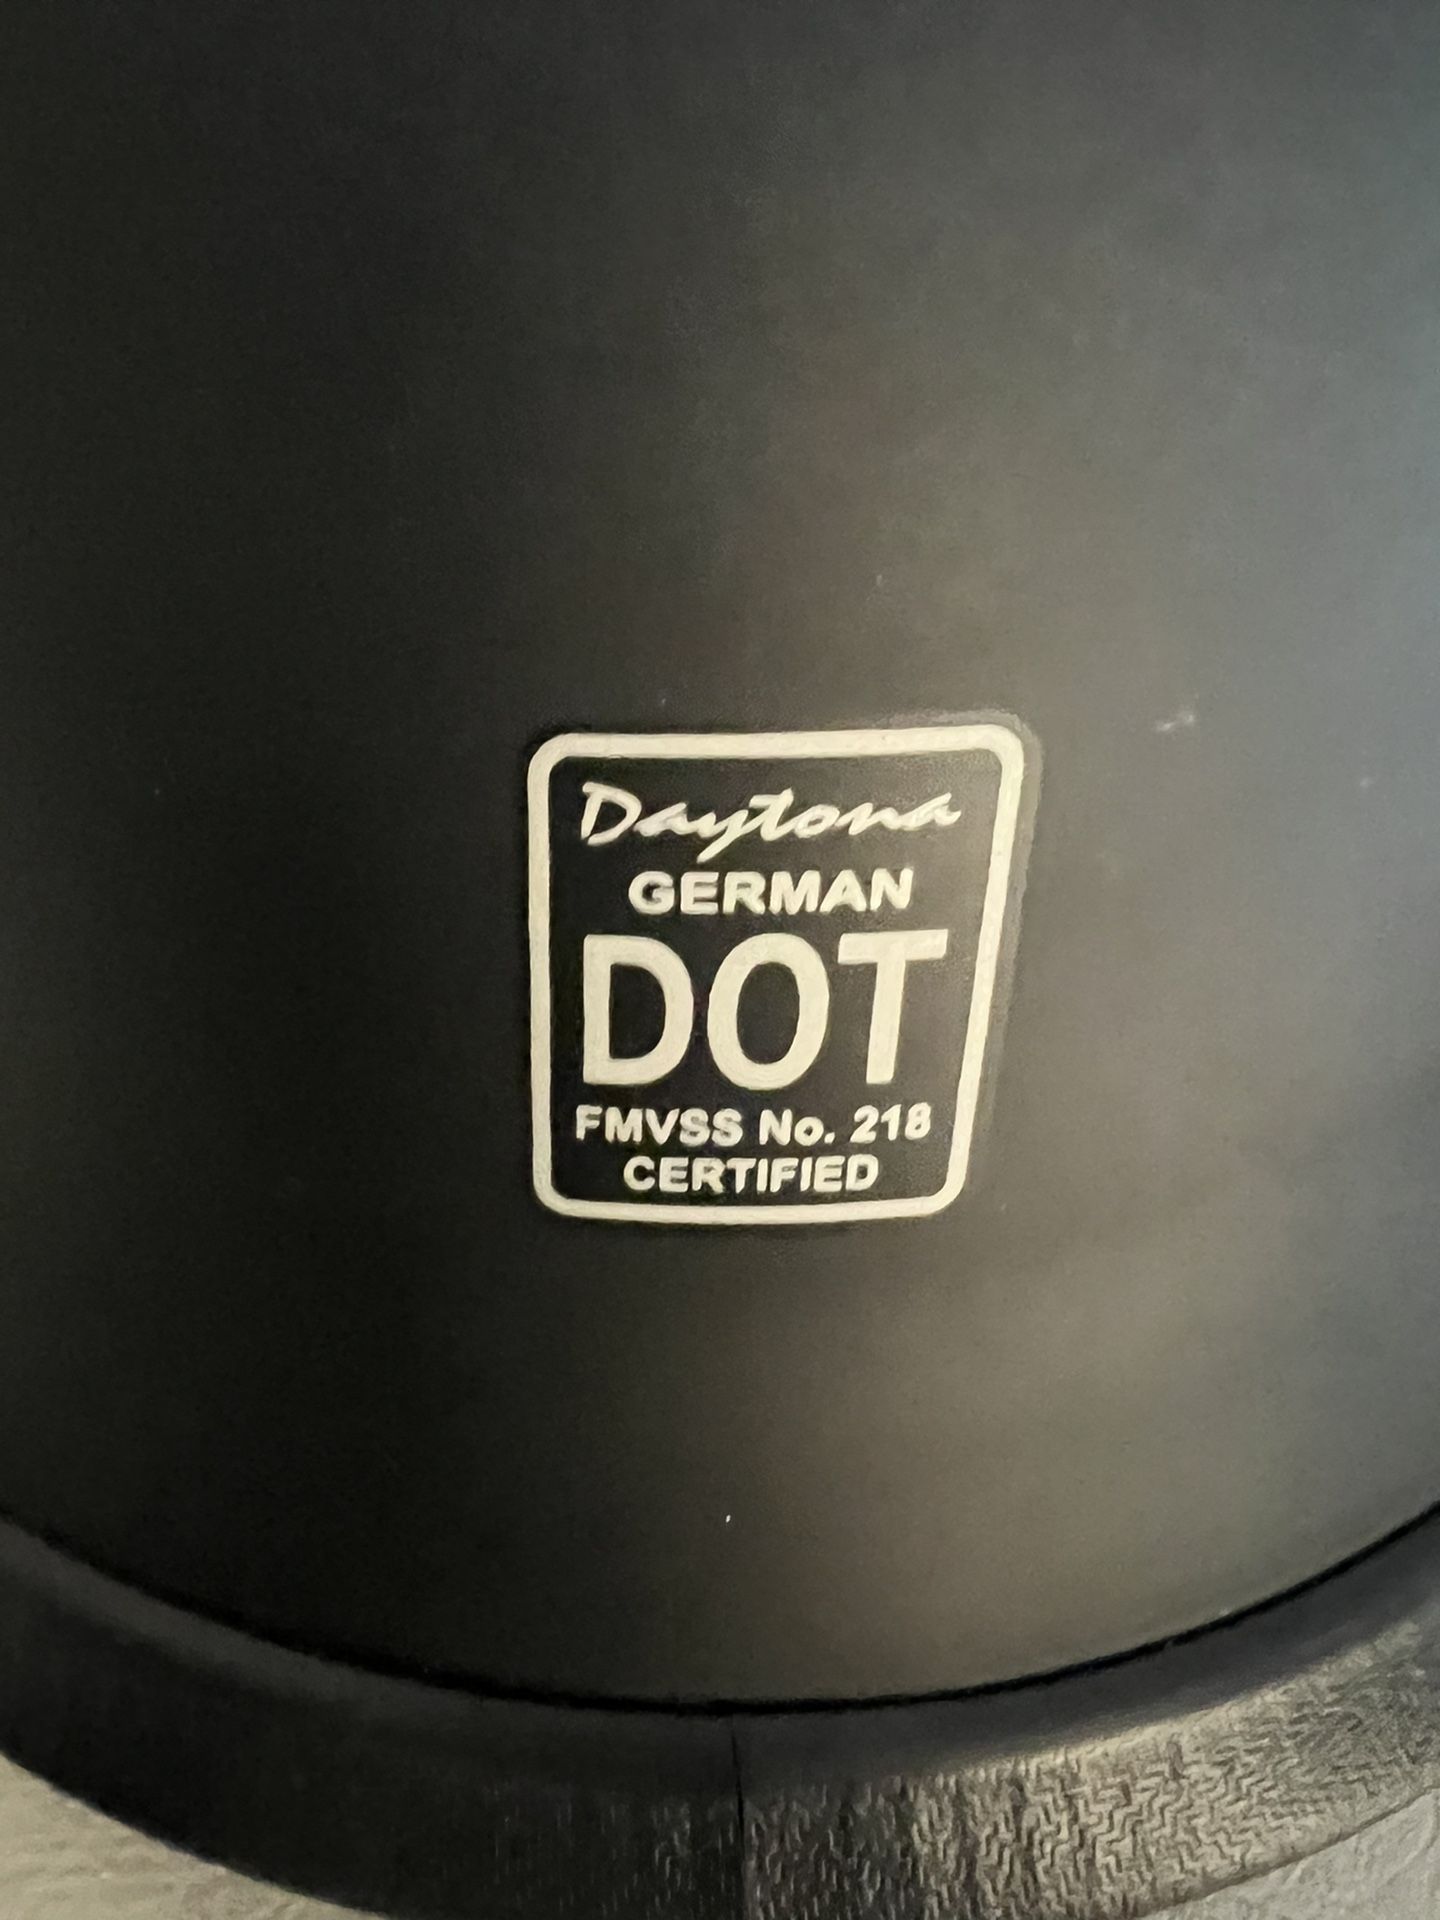 Daytona
GERMAN
DOT
FMVSS No. 218
CERTIFIED